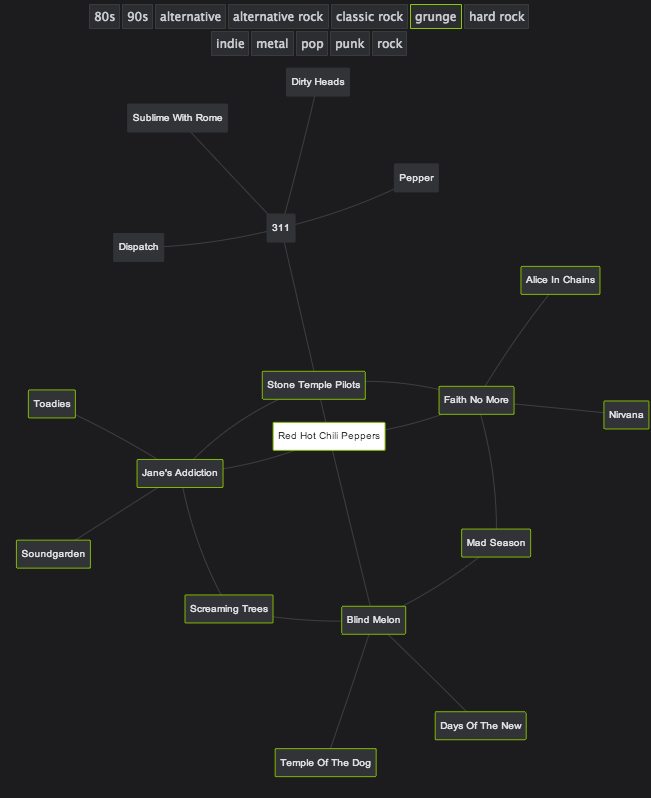 80s 90s alternative alternative rock classic rock grunge hard rock
indie metal pop punk rock
Dirty Heads
Sublime With Rome
Pepper
311
Dispatch
Alice In Chains
Stone Temple Pilots
Faith No More
Toadies
Nirvana
Red Hot Chili Peppers
Jane's Addiction
Mad Season
Soundgarden
Screaming Trees
Blind Melon
Days Of The New
Temple Of The Dog